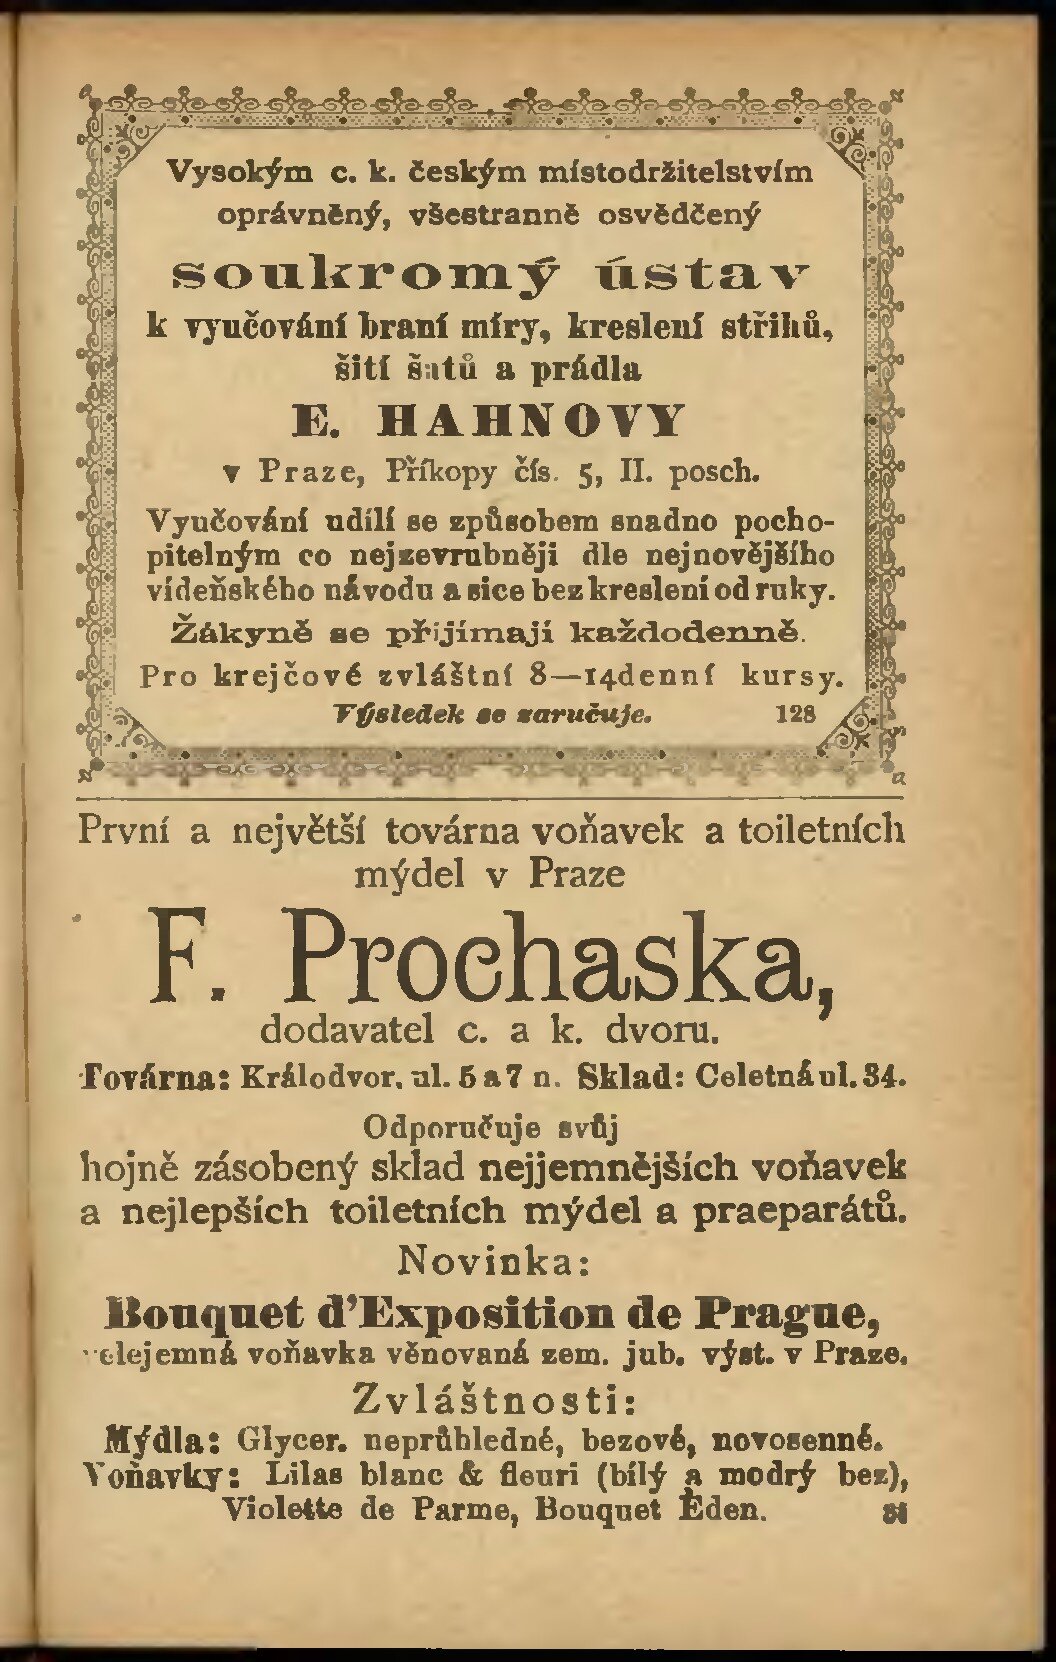 Vysokým c. k. českým místodržitelstvím
oprávněný, všestranně osvědčený
soukromý ústav
k vyučování braní míry, kreslení střihů,
šití šatů a prádla
E. HAHNOVY
v Praze, Příkopy čís. 5, II. posch.
Vyučování udílí se způsobem snadno pocho-
pitelným co nejzevrubněji dle nejnovějšího
vídeňského návodu a sice bez kreslení od ruky.
Žákyně se přijímají každodenně.
Pro krejčové zvláštní 8—14denní kursy.
Výsledek se zaručuje. 128
První a největší továrna voňavek a toiletních
mýdel v Praze
F. Prochaska,
dodavatel c. a k. dvoru.
Továrna: Královdvor. ul. 5 a 7 n. Sklad: Celetná ul. 34.
Odporučuje svůj
hojně zásobený sklad nejjemnějších voňavek
a nejlepších toiletních mýdel a praeparátů.
Novinka:
Bouquet d'Exposition de Prague,
velejemná voňavka věnovaná zem. jub. výst. v Praze.
Zvláštnosti:
Mýdla: Glycer. neprůhledné, bezové, novosenné.
Voňavky: Lilas blanc & fleuri (bílý a modrý bez),
Violette de Parme, Bouquet Eden.